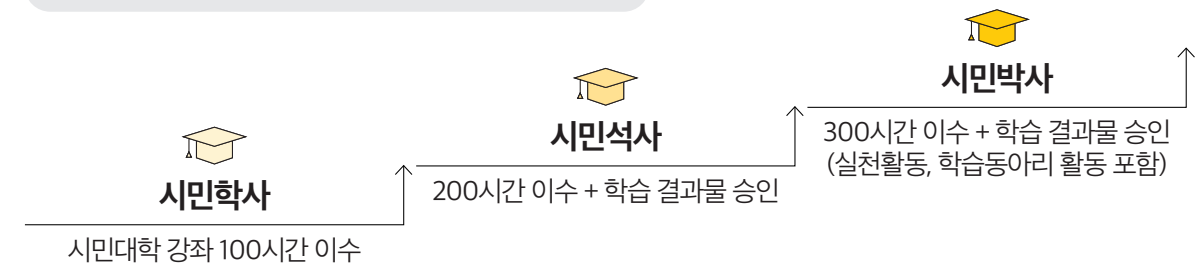 시민학사
시민대학 강좌 100시간 이수
시민석사
200시간 이수 + 학습 결과물 승인
시민박사
300시간 이수 + 학습 결과물 승인
(실천활동, 학습동아리 활동 포함)